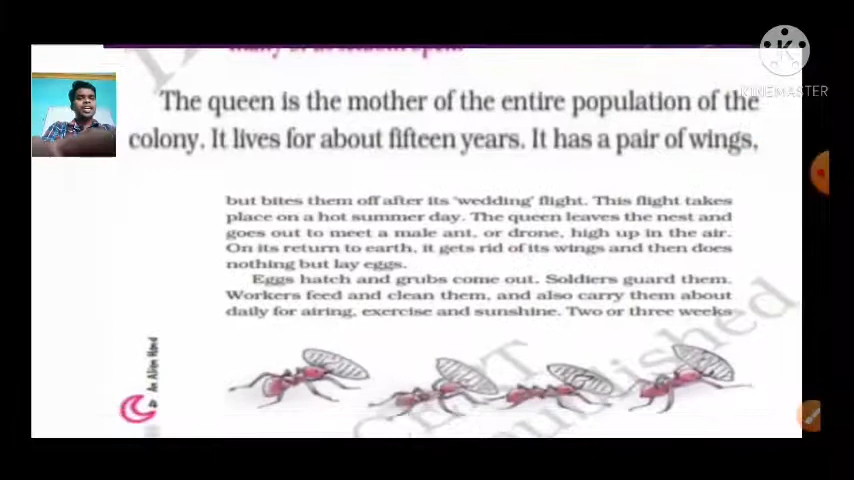 KINEMASTER
The queen is the mother of the entire population of the
colony. It lives for about fifteen years. It has a pair of wings,
but bites them off after its 'wedding' flight. This flight takes
place on a hot summer day. The queen leaves the nest and
goes out to meet a male ant, or drone, high up in the air.
On its return to earth, it gets rid of its wings and then does
nothing but lay eggs.
Eggs hatch and grubs come out. Soldiers guard them.
Workers feed and clean them, and also carry them about
daily for airing, exercise and sunshine. Two or three weeks
An Alien Hand